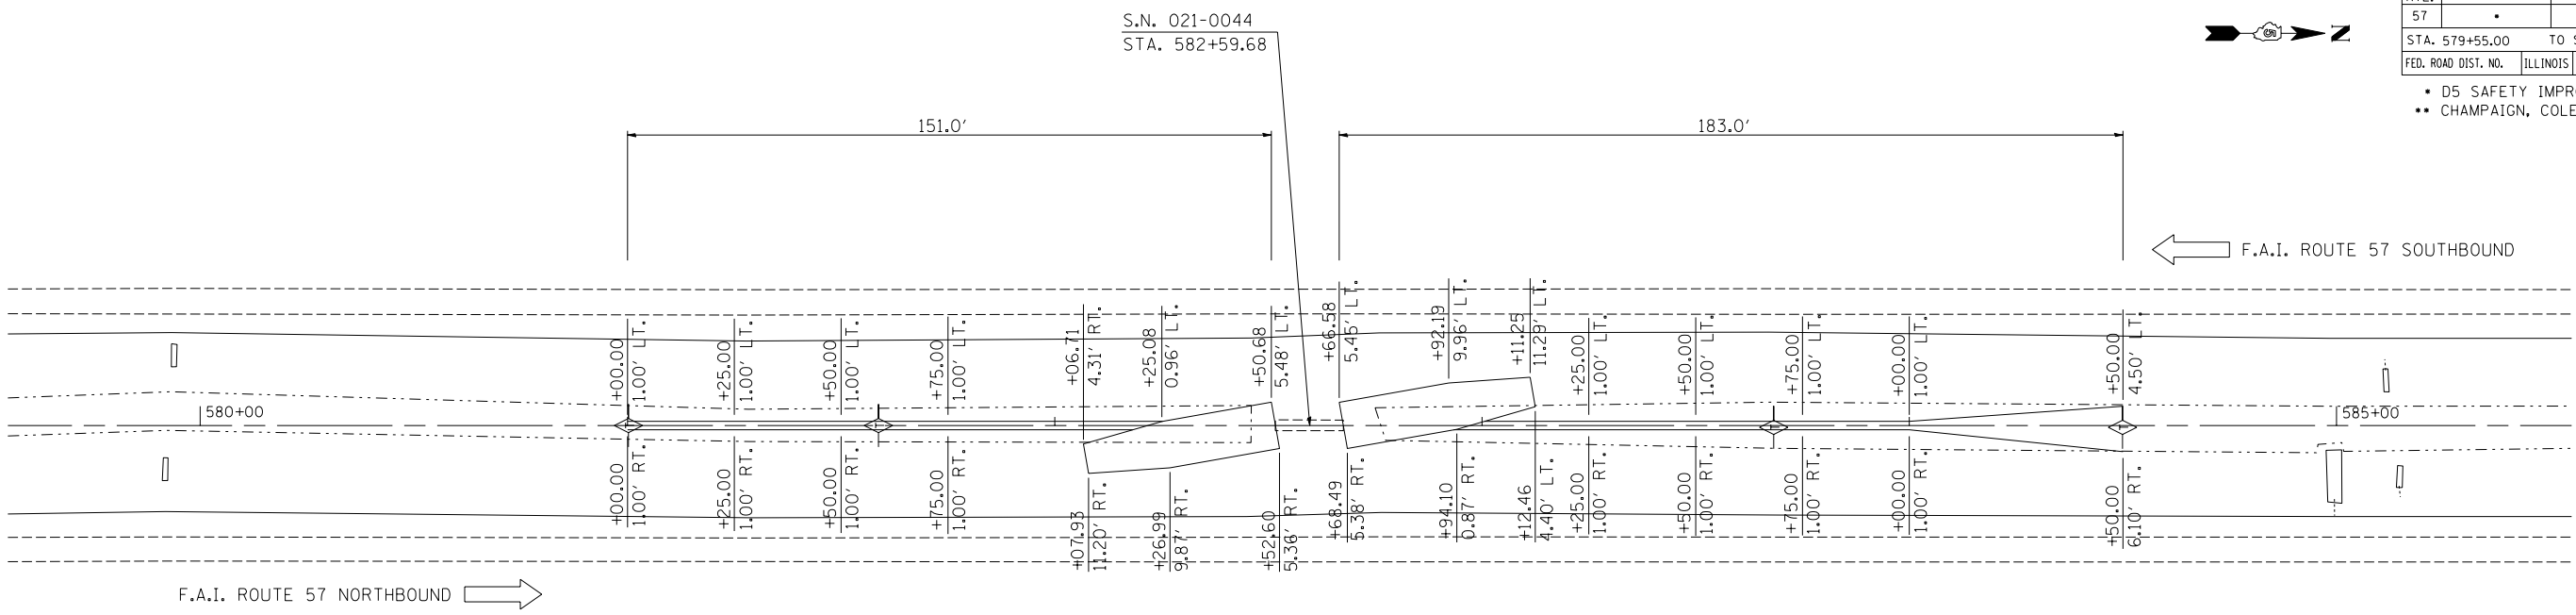 S.N. 021-0044
STA. 582+59.68
N
57 •
STA. 579+55.00 TO
FED. ROAD DIST. NO. ILLINOIS
* D5 SAFETY IMPR
** CHAMPAIGN, COLE
151.0′
183.0′
F.A.I. ROUTE 57 SOUTHBOUND
+00.00
1.00′ LT.
+25.00
1.00′ LT.
+50.00
1.00′ LT.
+75.00
1.00′ LT.
+06.71
4.31′ RT.
+25.08
0.96′ LT.
+50.68
5.48′ LT.
+66.58
5.45′ LT.
+92.19
9.96′ LT.
+11.25
11.29′ LT.
+25.00
1.00′ LT.
+50.00
1.00′ LT.
+75.00
1.00′ LT.
+00.00
1.00′ LT.
+50.00
4.50′ LT.
580+00
585+00
+00.00
1.00′ RT.
+25.00
1.00′ RT.
+50.00
1.00′ RT.
+75.00
1.00′ RT.
+07.93
11.20′ RT.
+26.99
9.87′ RT.
+52.60
5.36′ RT.
+68.49
5.38′ RT.
+94.10
0.87′ RT.
+12.46
4.40′ LT.
+25.00
1.00′ RT.
+50.00
1.00′ RT.
+75.00
1.00′ RT.
+00.00
1.00′ RT.
+50.00
6.10′ RT.
F.A.I. ROUTE 57 NORTHBOUND